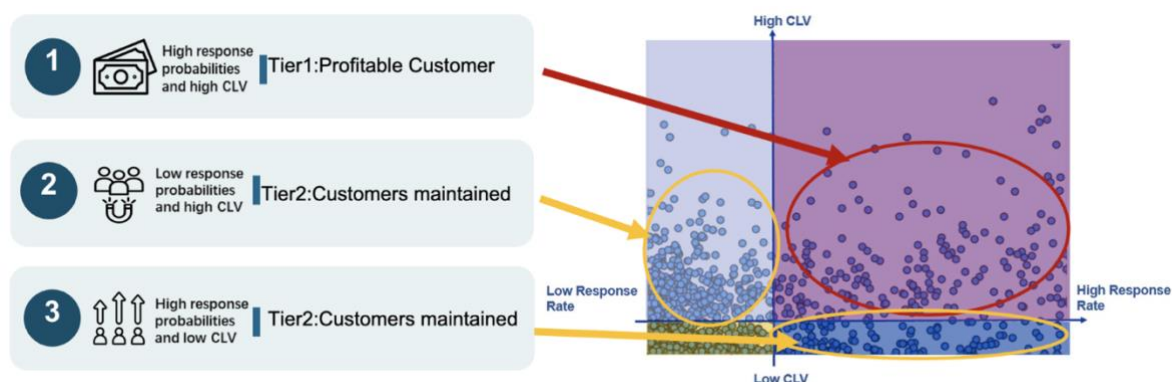 1
High response
probabilities
and high CLV
Tier1:Profitable Customer
2
Low response
probabilities
and high CLV
Tier2:Customers maintained
3
High response
probabilities
and low CLV
Tier2:Customers maintained
High CLV
Low Response
Rate
High Response
Rate
Low CLV